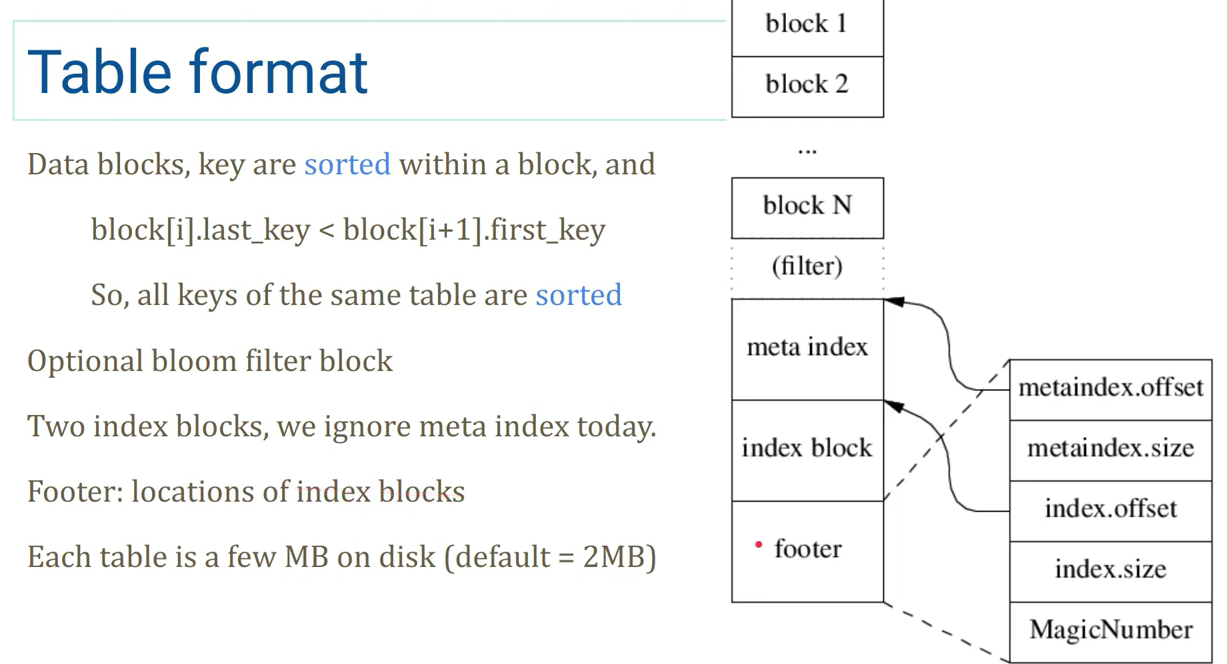 Table format
Data blocks, key are sorted within a block, and
block[i].last_key < block[i+1].first_key
So, all keys of the same table are sorted
Optional bloom filter block
Two index blocks, we ignore meta index today.
Footer: locations of index blocks
Each table is a few MB on disk (default = 2MB)
block 1
block 2
...
block N
(filter)
meta index
index block
footer
metaindex.offset
metaindex.size
index.offset
index.size
MagicNumber